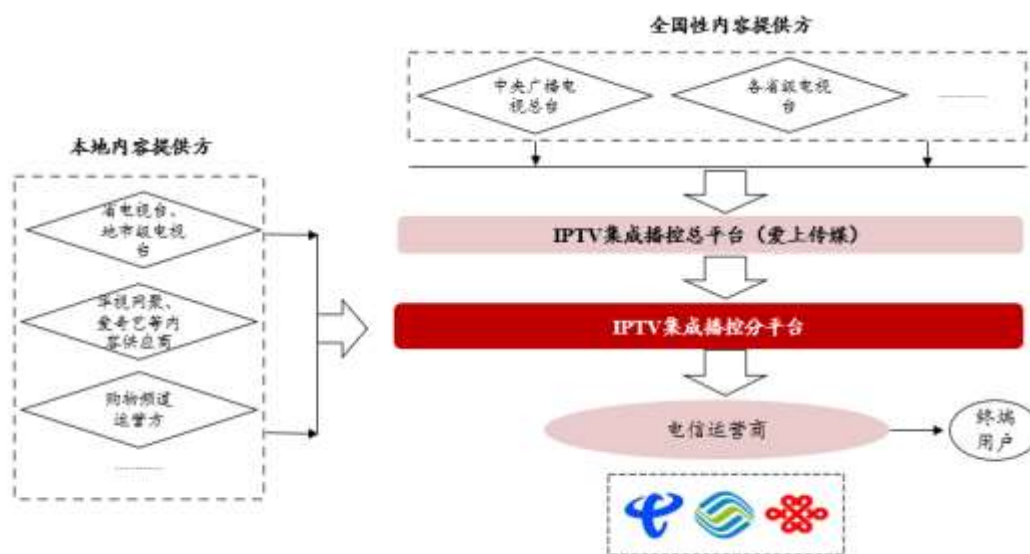 全国性内容提供方
中央广播电
视总台
各省级电视
台
本地内容提供方
省电视台、
地市级电视
台
华视网聚、
爱奇艺等内
容供应商
购物频道
运营方
IPTV集成播控总平台（爱上传媒）
IPTV集成播控分平台
电信运营商
终端
用户